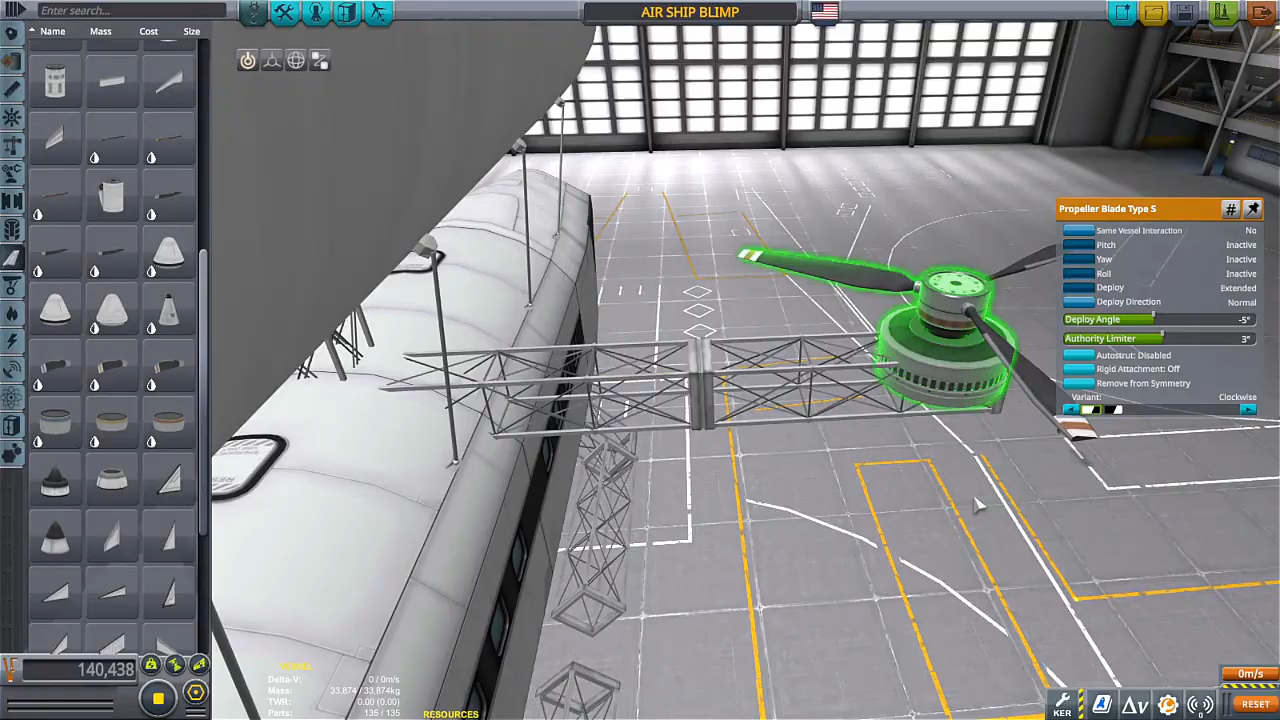 Enter search...
AIR SHIP BLIMP
Name Mass Cost Size
Propeller Blade Type S #
Same Vessel Interaction No
Pitch Inactive
Yaw Inactive
Roll Inactive
Deploy Extended
Deploy Direction Normal
Deploy Angle -5°
Authority Limiter 3°
Autostrut: Disabled
Rigid Attachment: Off
Remove from Symmetry
Variant: Clockwise
140,438
Delta-V: 0 / 0m/s
Mass: 33,874 / 33,874kg
TWR: 0.00 (0.00)
Parts: 135 / 135
RESOURCES
0m/s
KER
Δv
0
RESET